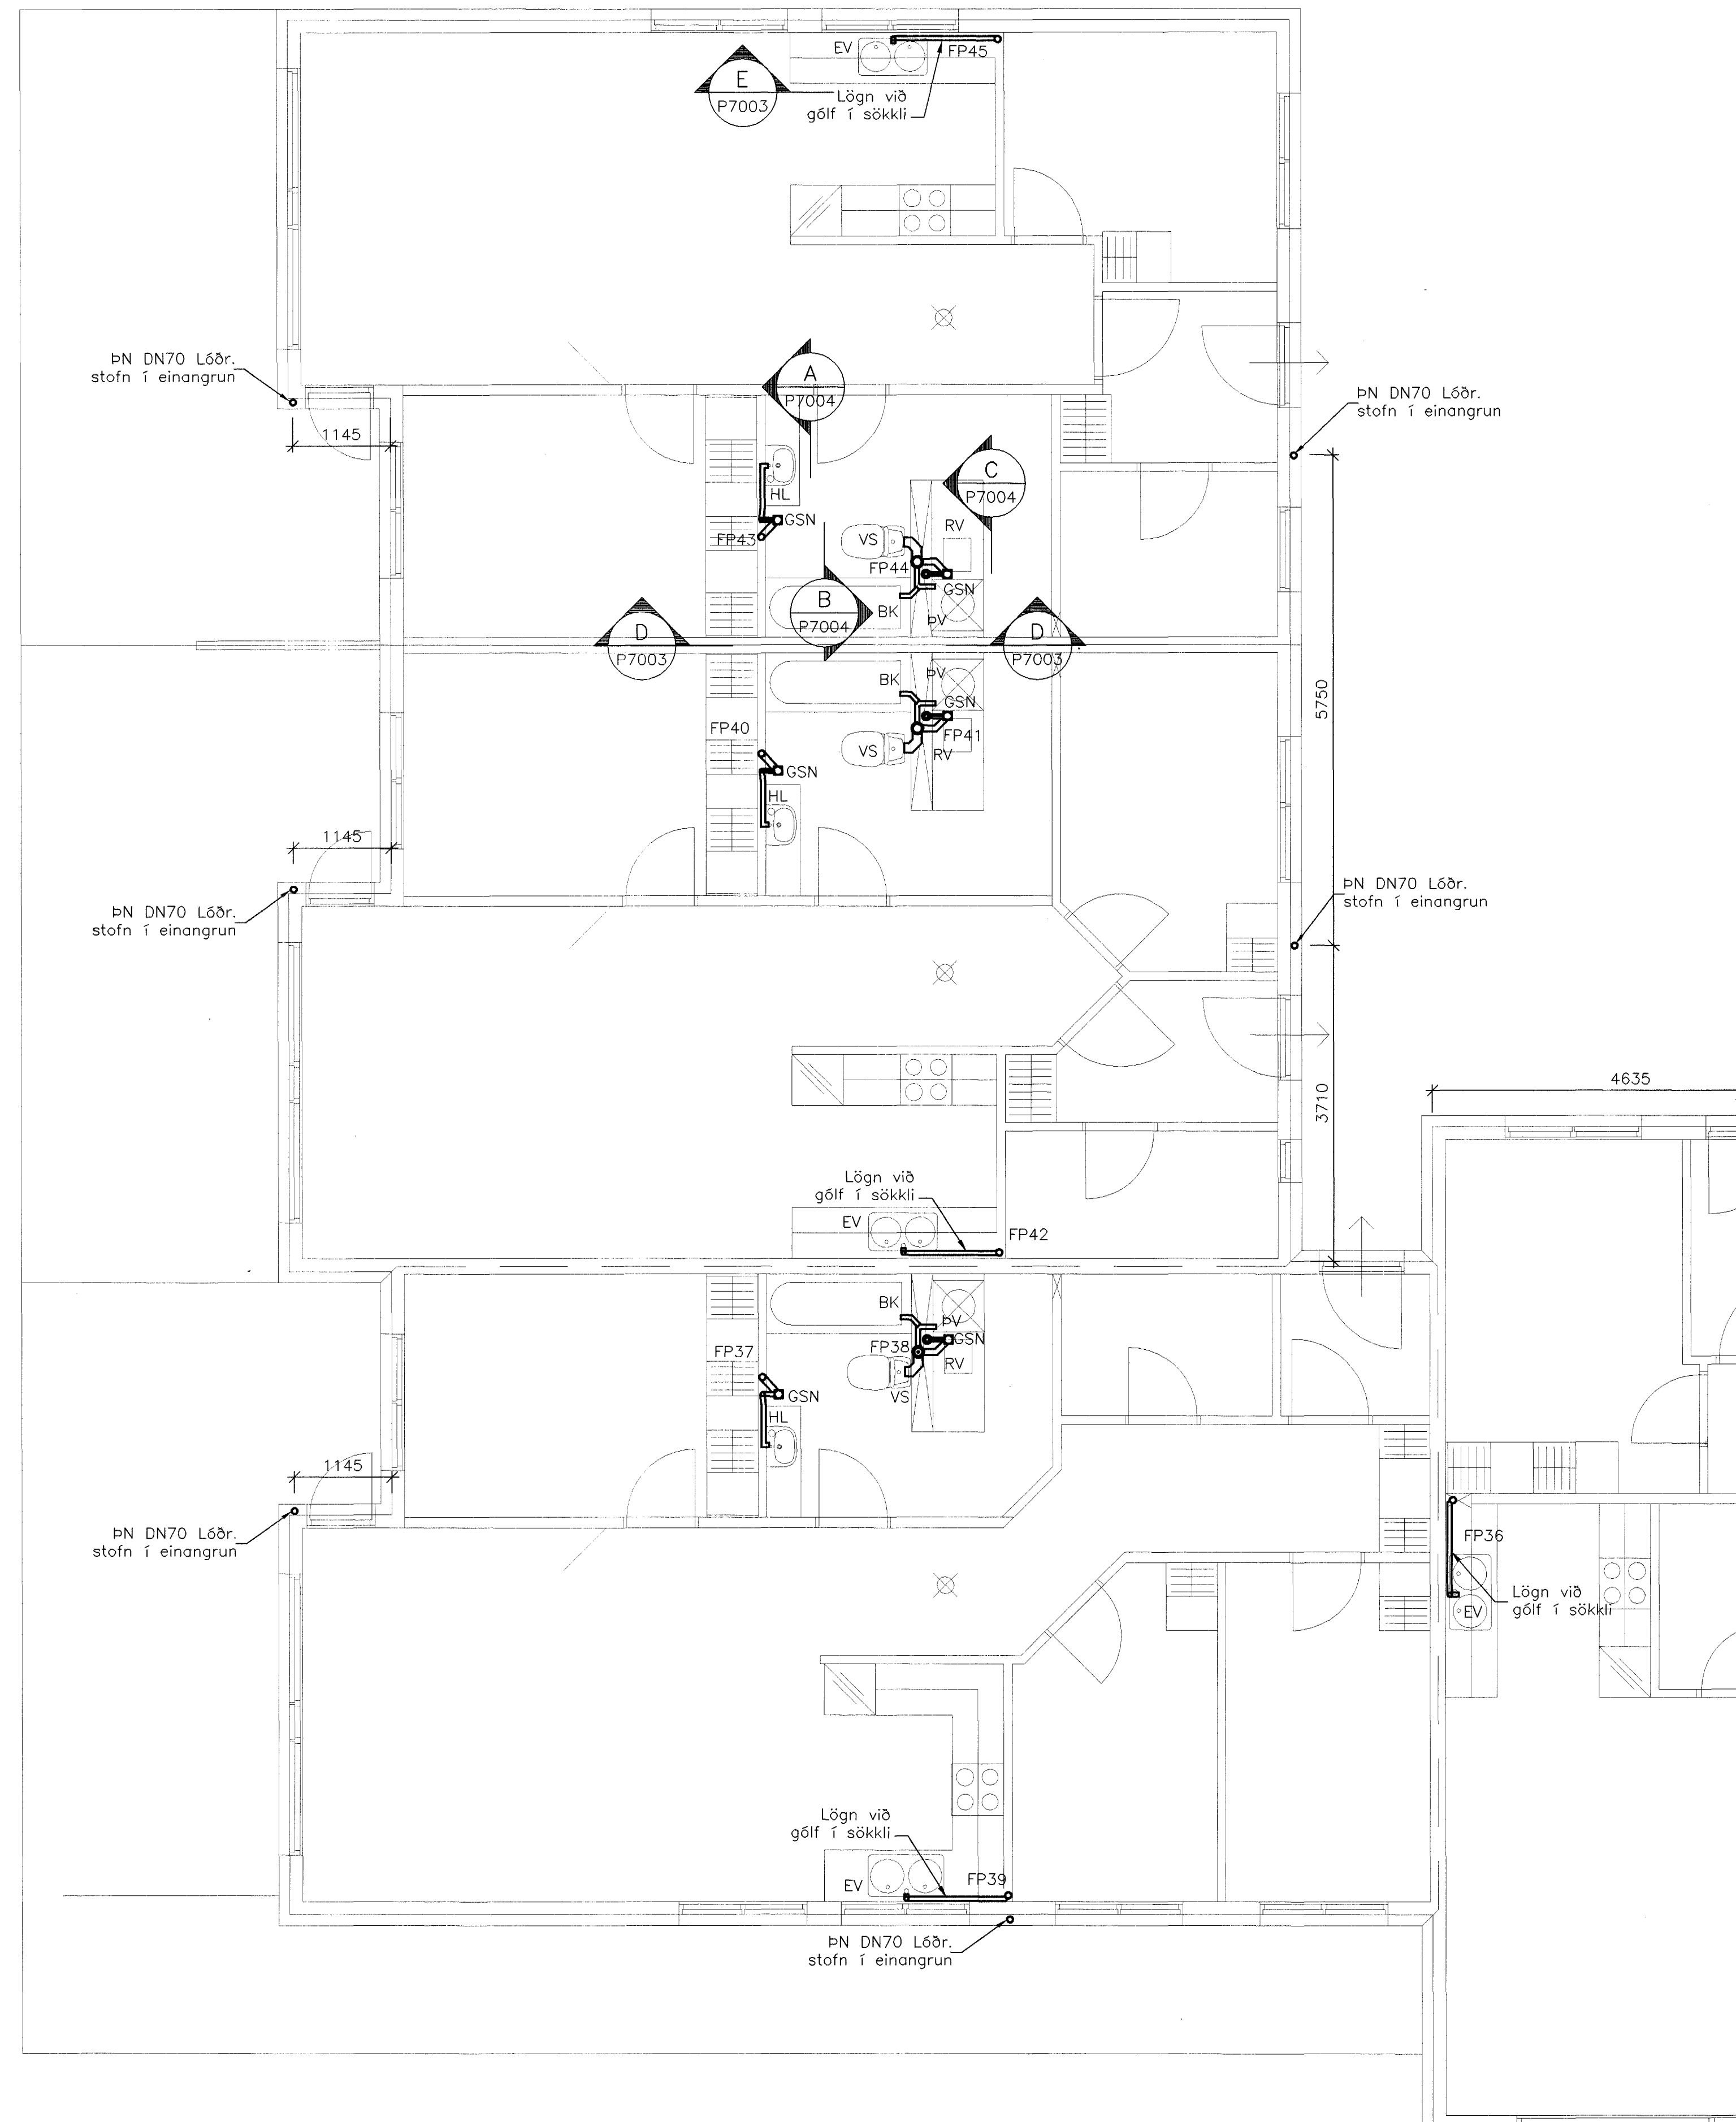 EV
FP45
E
P7003
Lögn við
gólf í sökkli
ÞN DN70 Lóðr.
stofn í einangrun
A
P7004
ÞN DN70 Lóðr.
stofn í einangrun
1145
C
P7004
HL
GSN
FP43
RV
VS
FP44
GSN
B
P7004
BK
ÞV
D
P7003
D
P7003
BK
ÞV
GSN
FP40
FP41
VS
RV
GSN
HL
5750
1145
ÞN DN70 Lóðr.
stofn í einangrun
ÞN DN70 Lóðr.
stofn í einangrun
4635
3710
Lögn við
gólf í sökkli
EV
FP42
BK
ÞV
FP37
FP38
GSN
RV
GSN
VS
HL
1145
ÞN DN70 Lóðr.
stofn í einangrun
FP36
Lögn við
gólf í sökkli
EV
Lögn við
gólf í sökkli
EV
FP39
ÞN DN70 Lóðr.
stofn í einangrun